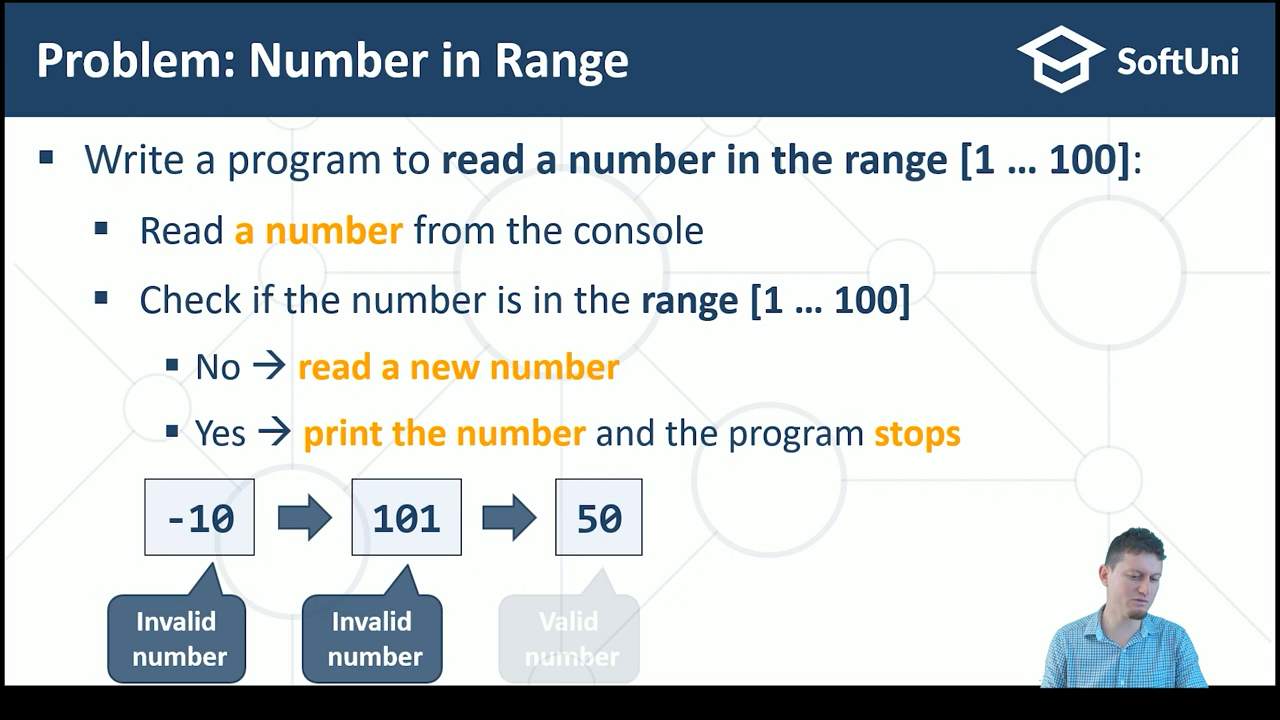 Problem: Number in Range
SoftUni
▪ Write a program to read a number in the range [1 … 100]:
▪ Read a number from the console
▪ Check if the number is in the range [1 … 100]
▪ No → read a new number
▪ Yes → print the number and the program stops
-10 101 50
Invalid number
Invalid number
Valid number